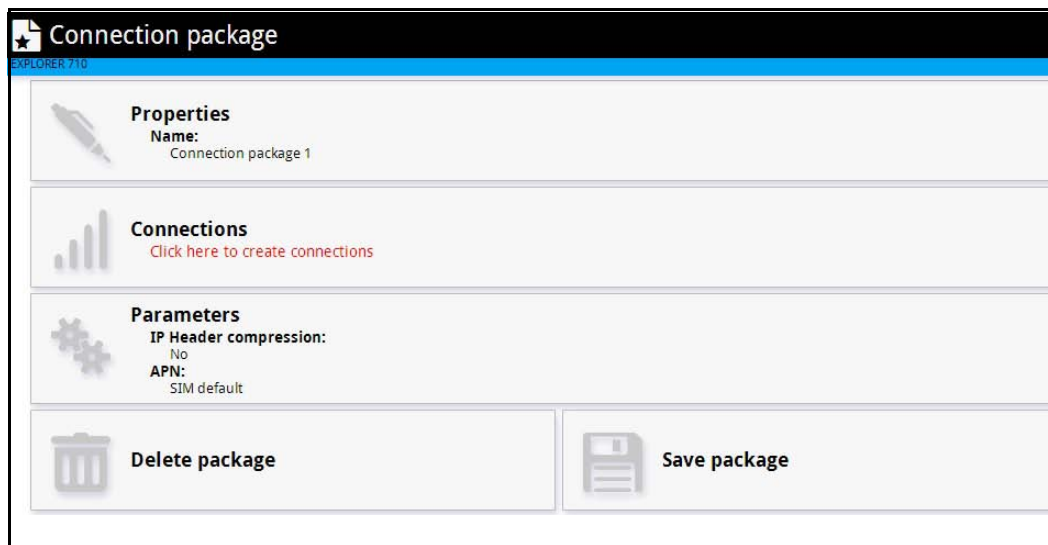 Connection package
EXPLORER 710
Properties
Name:
Connection package 1
Connections
Click here to create connections
Parameters
IP Header compression:
No
APN:
SIM default
Delete package
Save package